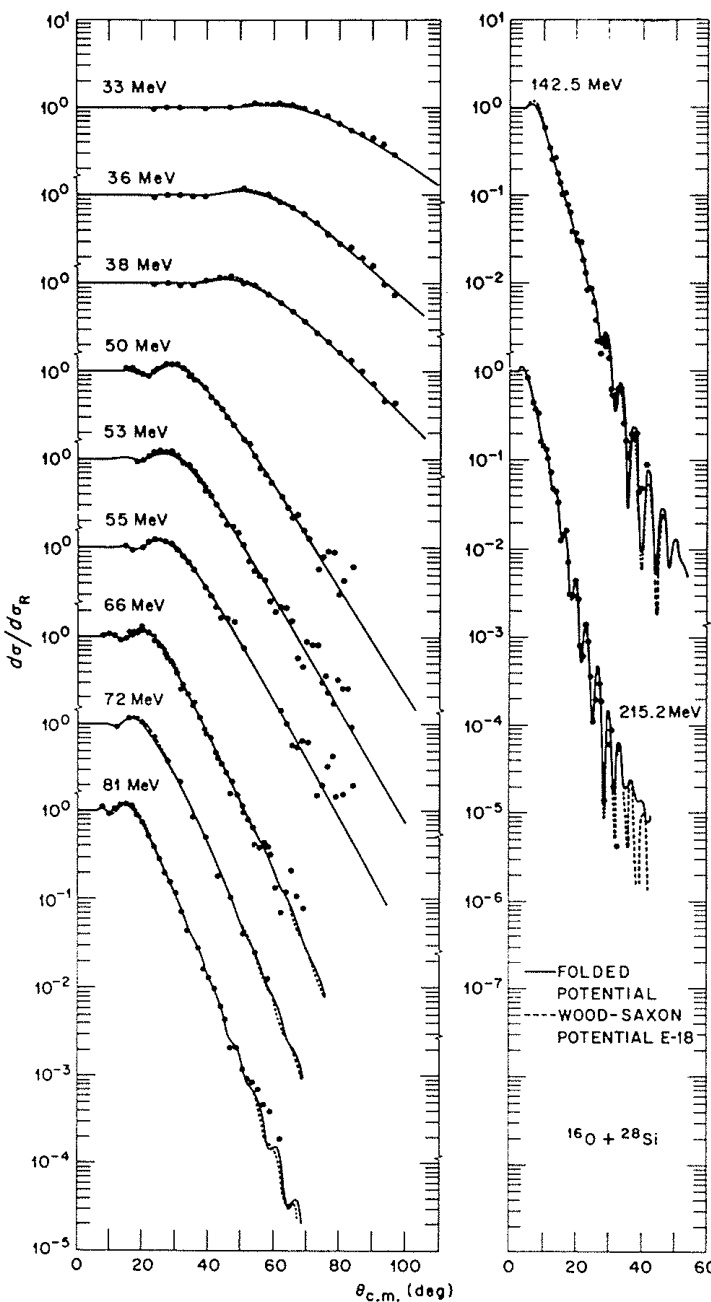 10¹
33 MeV
10⁰
36 MeV
10⁰
38 MeV
10⁰
50 MeV
10⁰
53 MeV
10⁰
55 MeV
10⁰
66 MeV
10⁰
72 MeV
10⁰
81 MeV
10⁰
10⁻¹
10⁻²
10⁻³
10⁻⁴
10⁻⁵
dσ/dσ_R
0 20 40 60 80 100
θc.m. (deg)
10¹
142.5 MeV
10⁰
10⁻¹
10⁻²
10⁰
10⁻¹
10⁻²
10⁻³
10⁻⁴
215.2 MeV
10⁻⁵
10⁻⁶
10⁻⁷
FOLDED
POTENTIAL
WOOD-SAXON
POTENTIAL E-18
¹⁶O + ²⁸Si
0 20 40 60